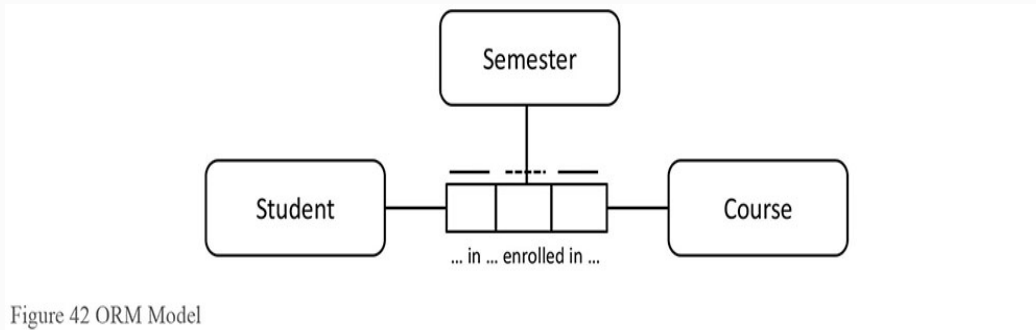 Semester
Student
Course
... in ... enrolled in ...
Figure 42 ORM Model